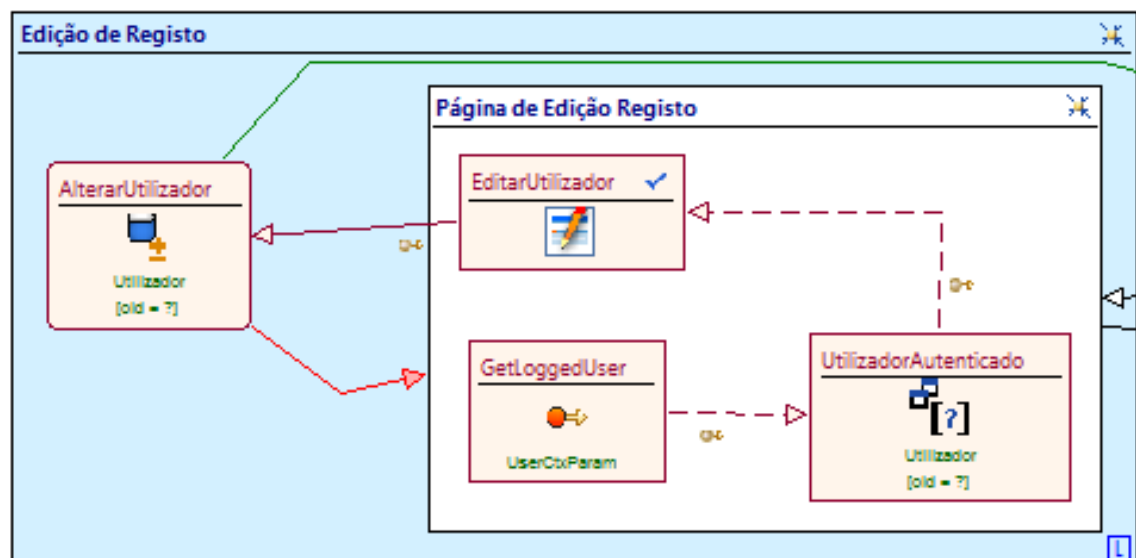 Edição de Registo
Página de Edição Registo
AlterarUtilizador
Utilizador
[oid = ?]
EditarUtilizador
GetLoggedUser
UserCtxParam
UtilizadorAutenticado
[?]
Utilizador
[oid = ?]
L